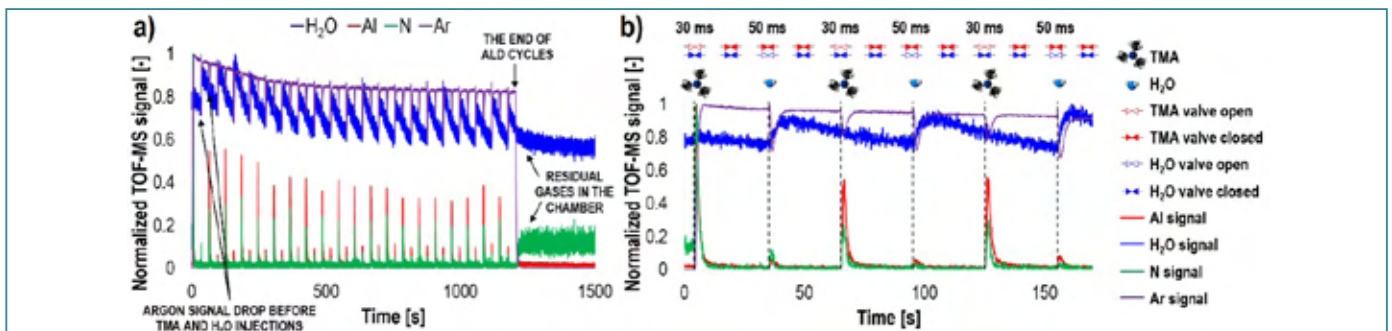 a)
H₂O Al N Ar
THE END OF
ALD CYCLES
RESIDUAL
GASES IN THE
CHAMBER
Normalized TOF-MS signal [-]
1
0.8
0.6
0.4
0.2
0
0 500 1000 1500
ARGON SIGNAL DROP BEFORE
TMA AND H₂O INJECTIONS
Time [s]
b)
30 ms 50 ms 30 ms 50 ms 30 ms 50 ms
Normalized TOF-MS signal [-]
1
0.8
0.6
0.4
0.2
0
0 50 100 150
Time [s]
TMA
H₂O
TMA valve open
TMA valve closed
H₂O valve open
H₂O valve closed
Al signal
H₂O signal
N signal
Ar signal